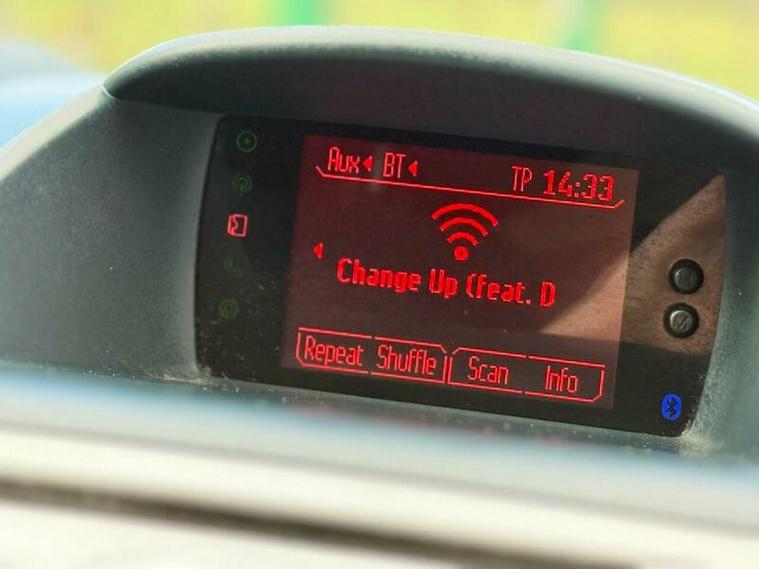 Aux BT TP 14:33
Change Up (feat. D
Repeat Shuffle Scan Info
M